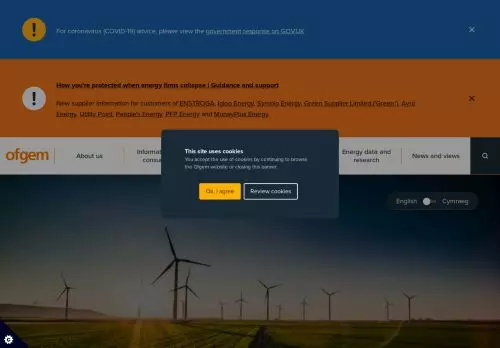 For coronavirus (COVID-19) advice, please view the government response on GOV.UK
How you're protected when energy firms collapse | Guidance and support
New supplier information for customers of ENSTROGA, Igloo Energy, Symbio Energy, Green Supplier Limited ('Green'), Avro
Energy, Utility Point, People's Energy, PFP Energy and MoneyPlus Energy.
ofgem
About us
Energy data and
research
News and views
This site uses cookies
You accept the use of cookies by continuing to browse
the Ofgem website or closing this banner.
Ok, I agree
Review cookies
English
Cymraeg